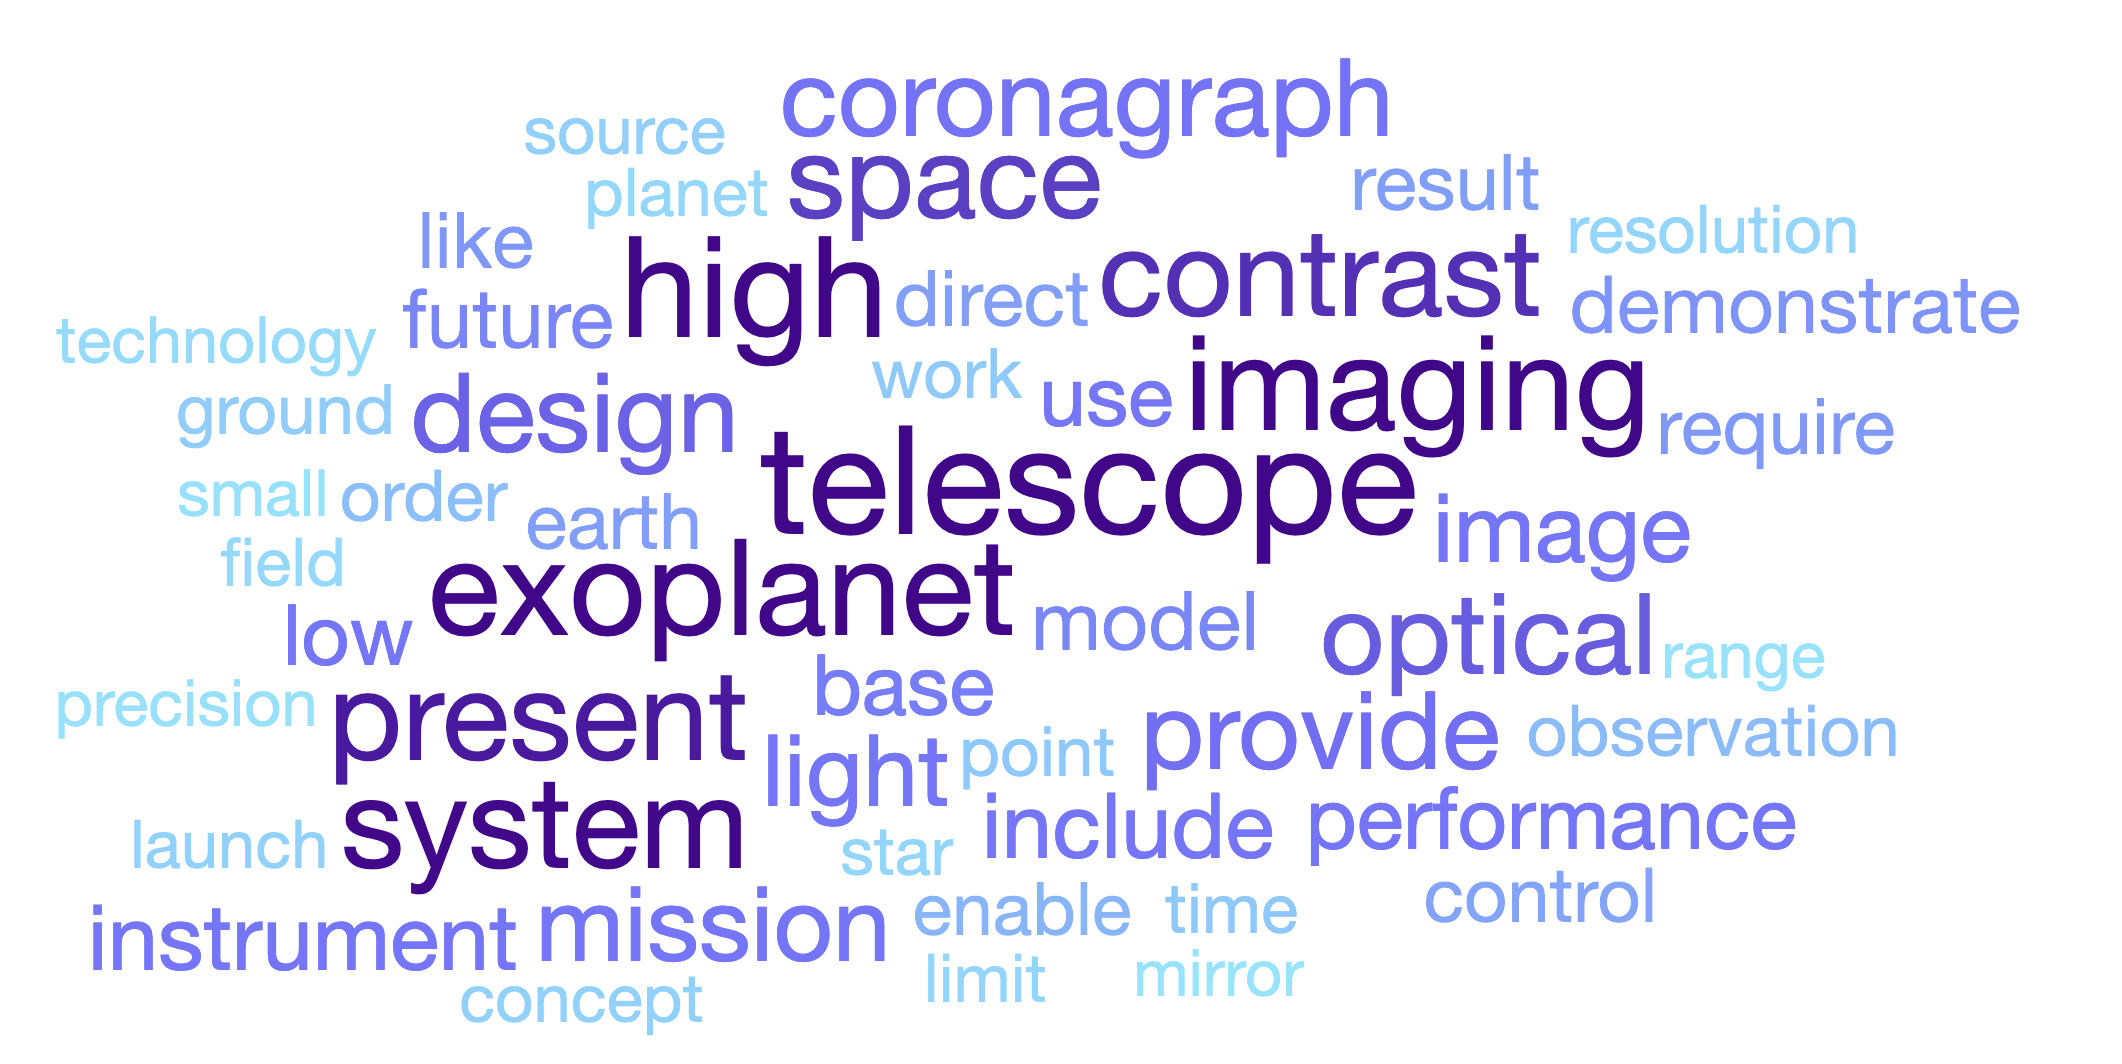 coronagraph
source
space
planet
result
like
resolution
high
direct
contrast
demonstrate
technology
future
work
use
imaging
ground
design
require
telescope
small
order
earth
image
field
exoplanet
low
model
optical
range
precision
present
base
provide
observation
light
point
launch
system
star
include
performance
instrument
mission
enable
time
control
limit
mirror
concept